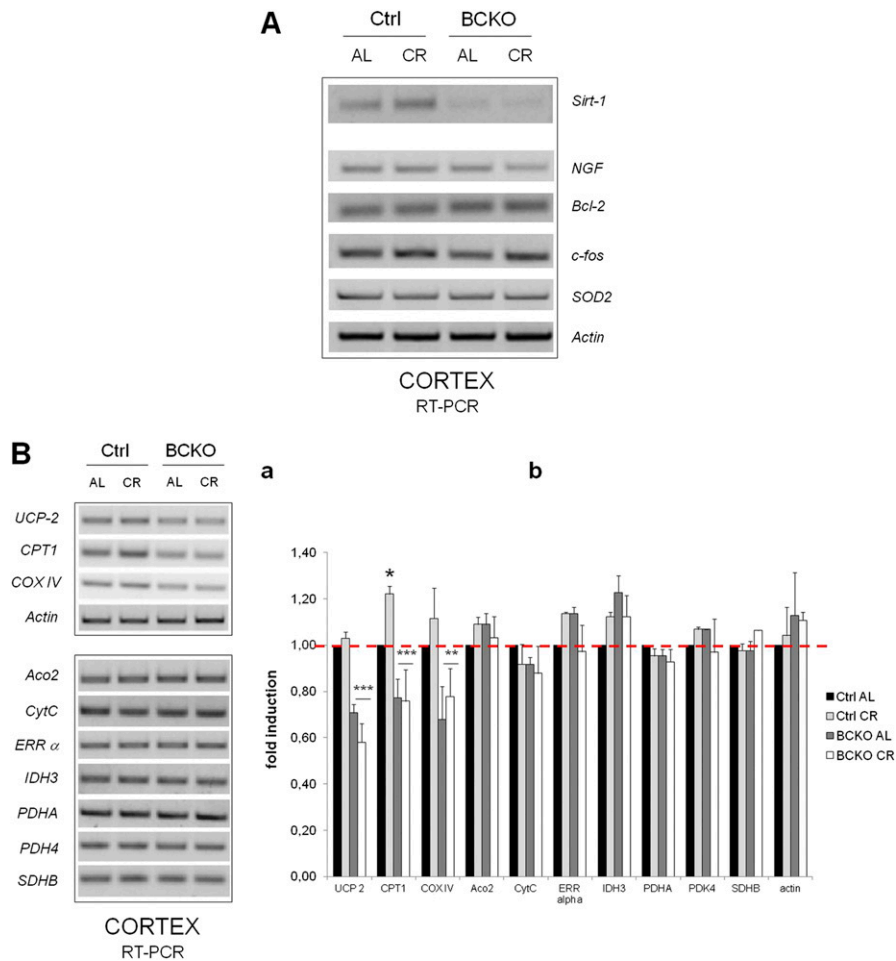 A
Ctrl BCKO
AL CR AL CR
Sirt-1
NGF
Bcl-2
c-fos
SOD2
Actin
CORTEX
RT-PCR
B
Ctrl BCKO
AL CR AL CR
UCP-2
CPT1
COX IV
Actin
Aco2
CytC
ERR α
IDH3
PDHA
PDH4
SDHB
CORTEX
RT-PCR
a b
fold induction
1,40
1,20
1,00
0,80
0,60
0,40
0,20
0,00
*
***
***
**
UCP 2 CPT1 COX IV Aco2 CytC ERR alpha IDH3 PDHA PDK4 SDHB actin
Ctrl AL
Ctrl CR
BCKO AL
BCKO CR